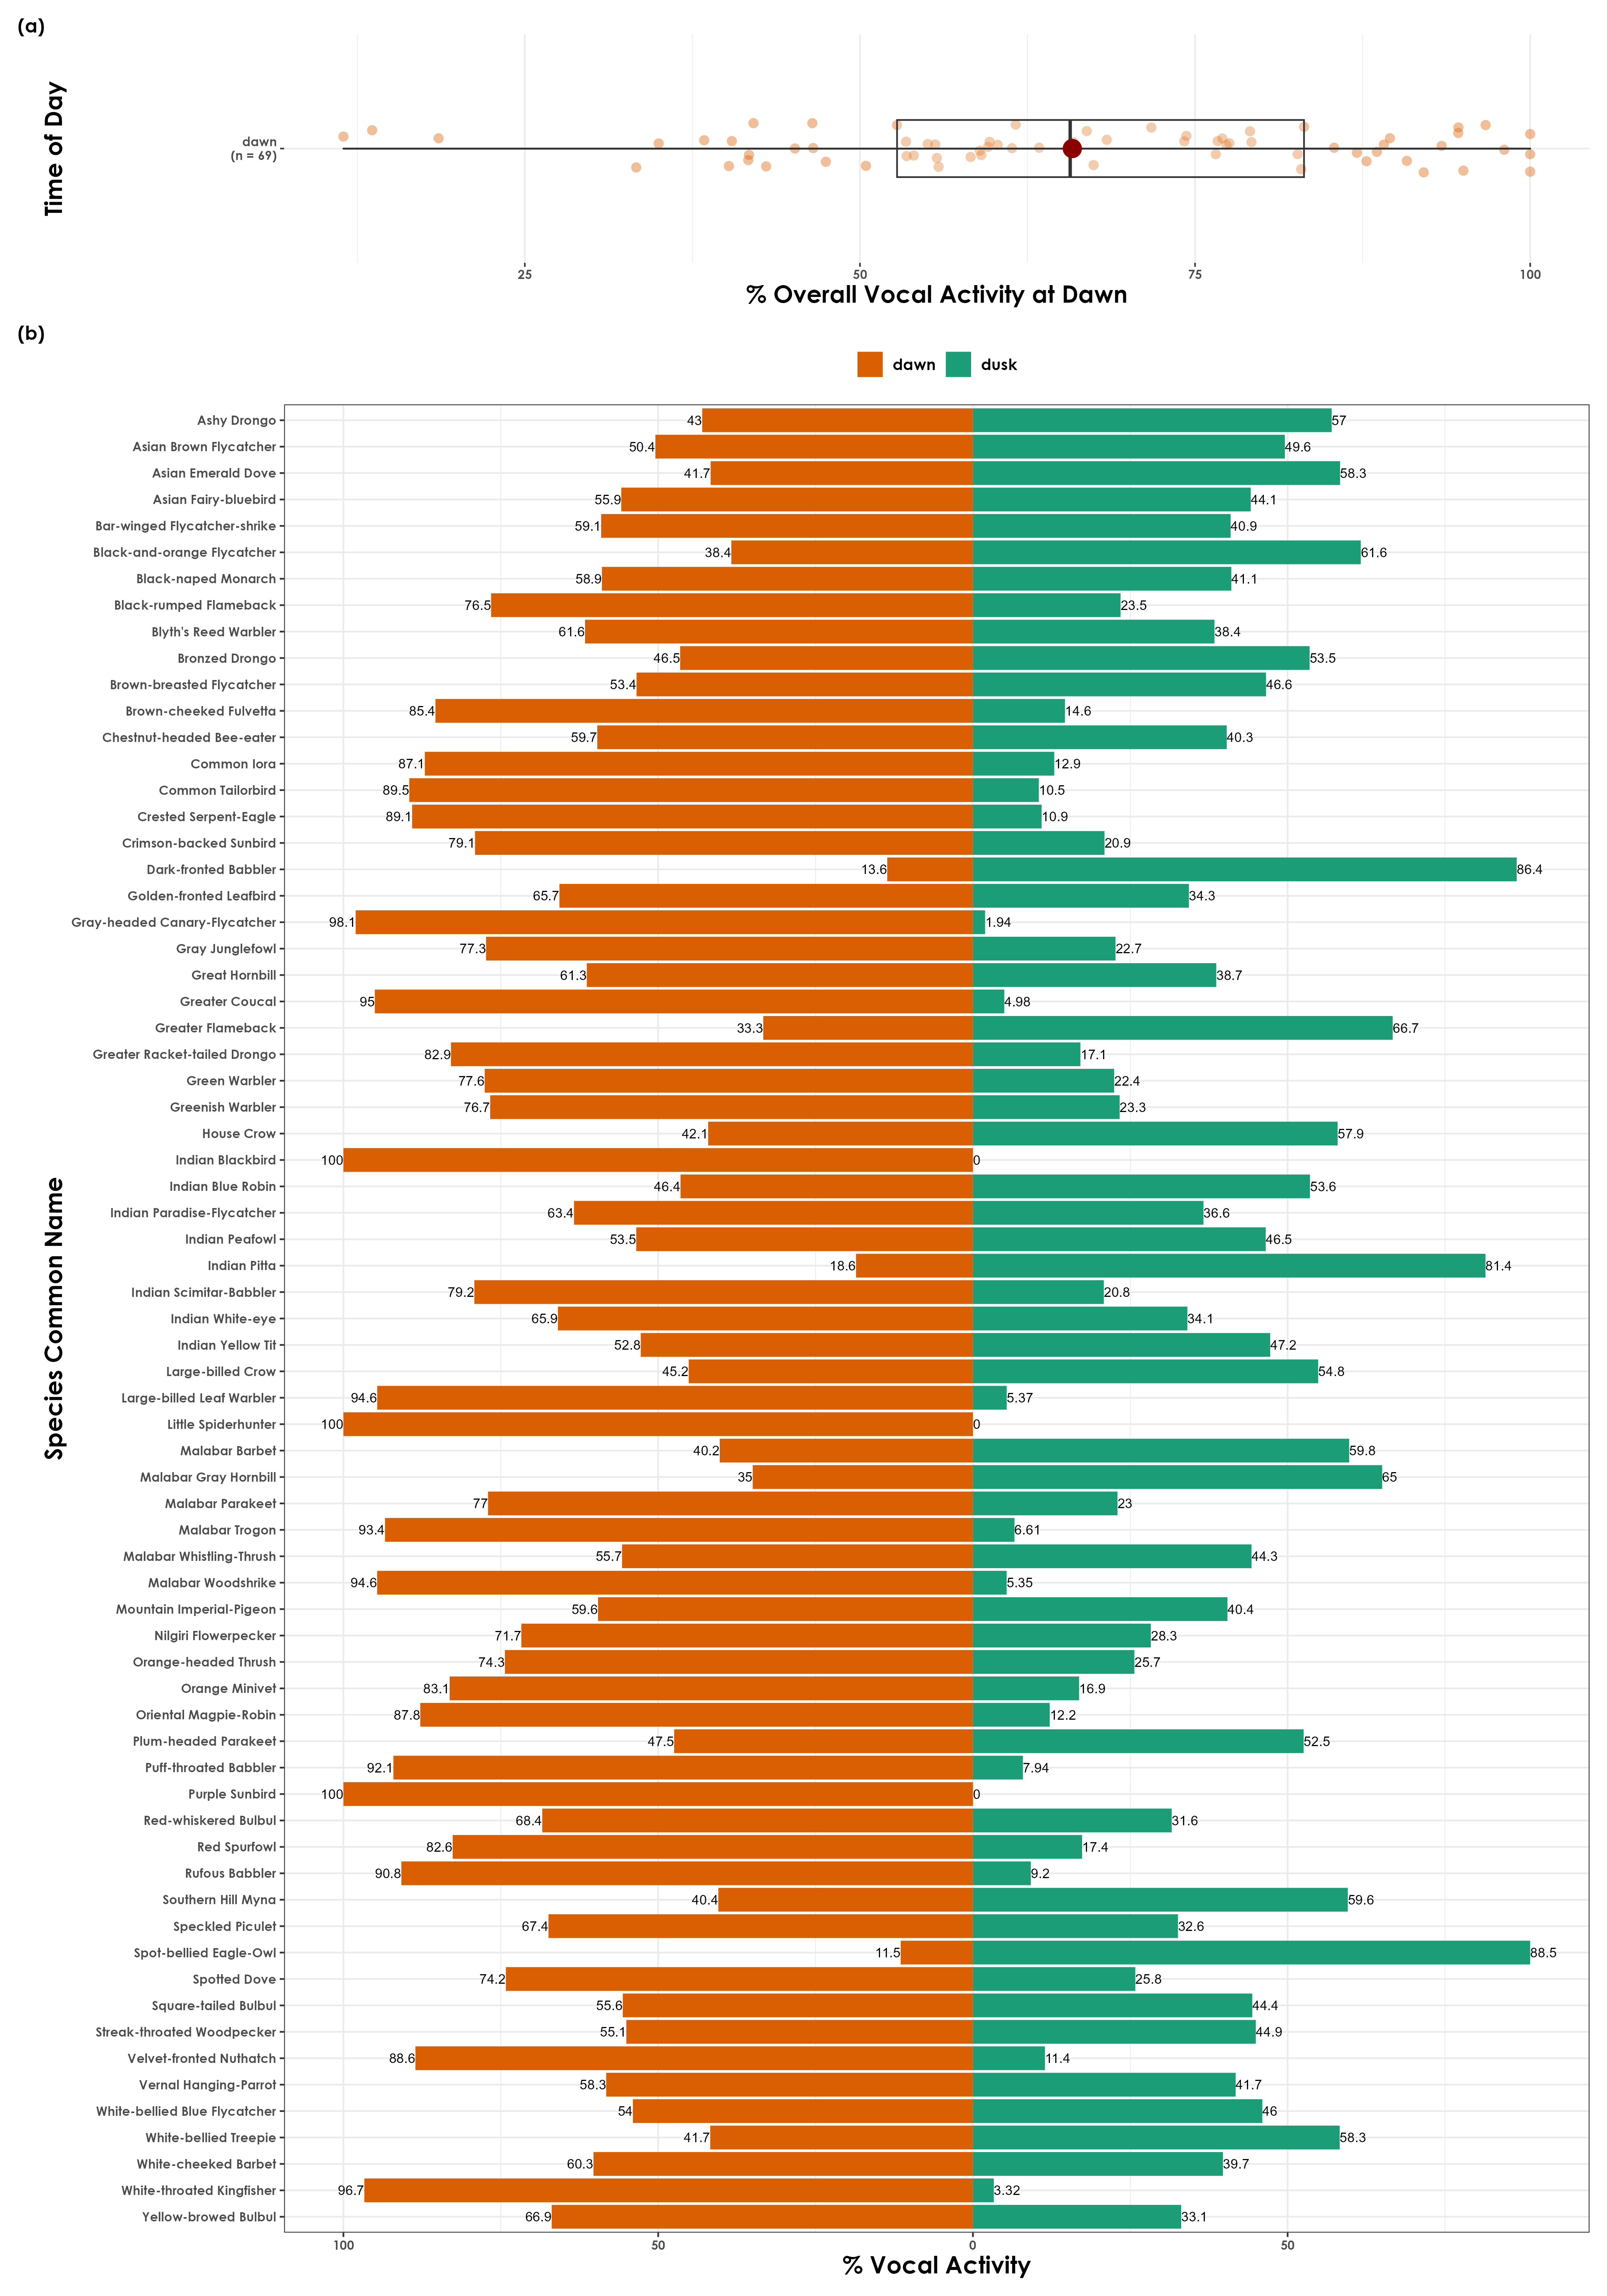 (a)
Time of Day
dawn
(n = 69)
25 50 75 100
% Overall Vocal Activity at Dawn
(b)
dawn dusk
Species Common Name
Ashy Drongo 43 57
Asian Brown Flycatcher 50.4 49.6
Asian Emerald Dove 41.7 58.3
Asian Fairy-bluebird 55.9 44.1
Bar-winged Flycatcher-shrike 59.1 40.9
Black-and-orange Flycatcher 38.4 61.6
Black-naped Monarch 58.9 41.1
Black-rumped Flameback 76.5 23.5
Blyth's Reed Warbler 61.6 38.4
Bronzed Drongo 46.5 53.5
Brown-breasted Flycatcher 53.4 46.6
Brown-cheeked Fulvetta 85.4 14.6
Chestnut-headed Bee-eater 59.7 40.3
Common Iora 87.1 12.9
Common Tailorbird 89.5 10.5
Crested Serpent-Eagle 89.1 10.9
Crimson-backed Sunbird 79.1 20.9
Dark-fronted Babbler 13.6 86.4
Golden-fronted Leafbird 65.7 34.3
Gray-headed Canary-Flycatcher 98.1 1.94
Gray Junglefowl 77.3 22.7
Great Hornbill 61.3 38.7
Greater Coucal 95 4.98
Greater Flameback 33.3 66.7
Greater Racket-tailed Drongo 82.9 17.1
Green Warbler 77.6 22.4
Greenish Warbler 76.7 23.3
House Crow 42.1 57.9
Indian Blackbird 100 0
Indian Blue Robin 46.4 53.6
Indian Paradise-Flycatcher 63.4 36.6
Indian Peafowl 53.5 46.5
Indian Pitta 18.6 81.4
Indian Scimitar-Babbler 79.2 20.8
Indian White-eye 65.9 34.1
Indian Yellow Tit 52.8 47.2
Large-billed Crow 45.2 54.8
Large-billed Leaf Warbler 94.6 5.37
Little Spiderhunter 100 0
Malabar Barbet 40.2 59.8
Malabar Gray Hornbill 35 65
Malabar Parakeet 77 23
Malabar Trogon 93.4 6.61
Malabar Whistling-Thrush 55.7 44.3
Malabar Woodshrike 94.6 5.35
Mountain Imperial-Pigeon 59.6 40.4
Nilgiri Flowerpecker 71.7 28.3
Orange-headed Thrush 74.3 25.7
Orange Minivet 83.1 16.9
Oriental Magpie-Robin 87.8 12.2
Plum-headed Parakeet 47.5 52.5
Puff-throated Babbler 92.1 7.94
Purple Sunbird 100 0
Red-whiskered Bulbul 68.4 31.6
Red Spurfowl 82.6 17.4
Rufous Babbler 90.8 9.2
Southern Hill Myna 40.4 59.6
Speckled Piculet 67.4 32.6
Spot-bellied Eagle-Owl 11.5 88.5
Spotted Dove 74.2 25.8
Square-tailed Bulbul 55.6 44.4
Streak-throated Woodpecker 55.1 44.9
Velvet-fronted Nuthatch 88.6 11.4
Vernal Hanging-Parrot 58.3 41.7
White-bellied Blue Flycatcher 54 46
White-bellied Treepie 41.7 58.3
White-cheeked Barbet 60.3 39.7
White-throated Kingfisher 96.7 3.32
Yellow-browed Bulbul 66.9 33.1
100 50 0 50
% Vocal Activity